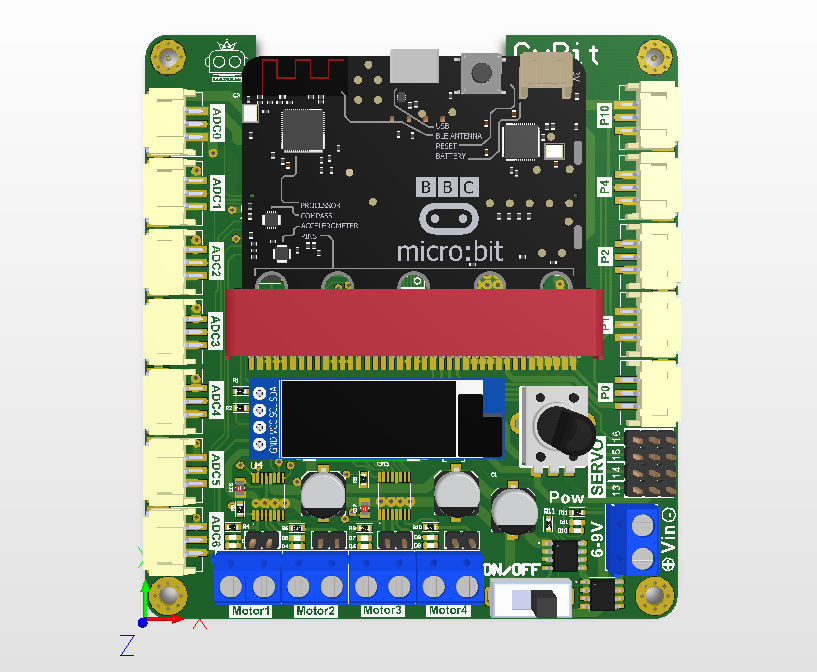 CyBit
USB
BLE ANTENNA
RESET
BATTERY
BBC
PROCESSOR
COMPASS
ACCELEROMETER
PINS
micro:bit
ADC0
ADC1
ADC2
ADC3
ADC4
ADC5
ADC6
P10
P4
P2
P1
P0
GND VCC SCL SDA
SERVO
13 14 15 16
Pow
R11
6-9V
Vin
ON/OFF
Motor1
Motor2
Motor3
Motor4
X
Z